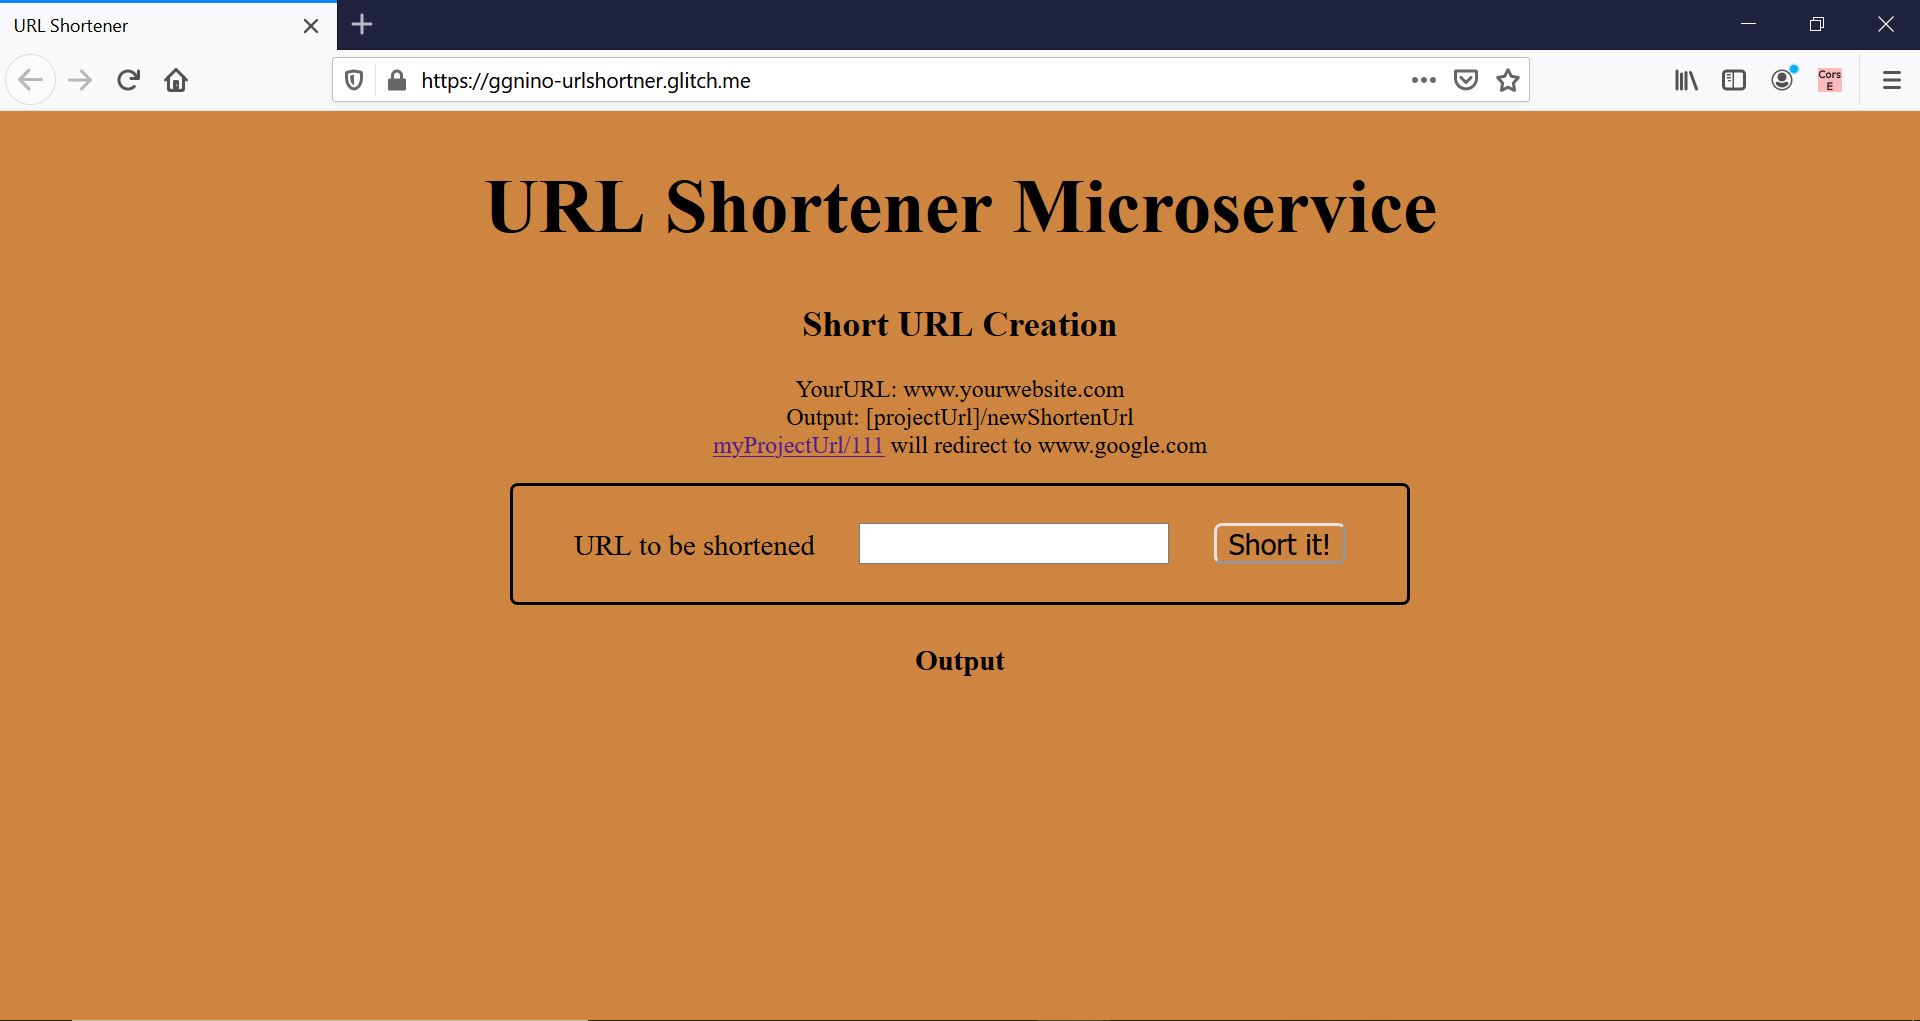 URL Shortener
https://ggnino-urlshortner.glitch.me
Cors
E
URL Shortener Microservice
Short URL Creation
YourURL: www.yourwebsite.com
Output: [projectUrl]/newShortenUrl
myProjectUrl/111 will redirect to www.google.com
URL to be shortened
Short it!
Output